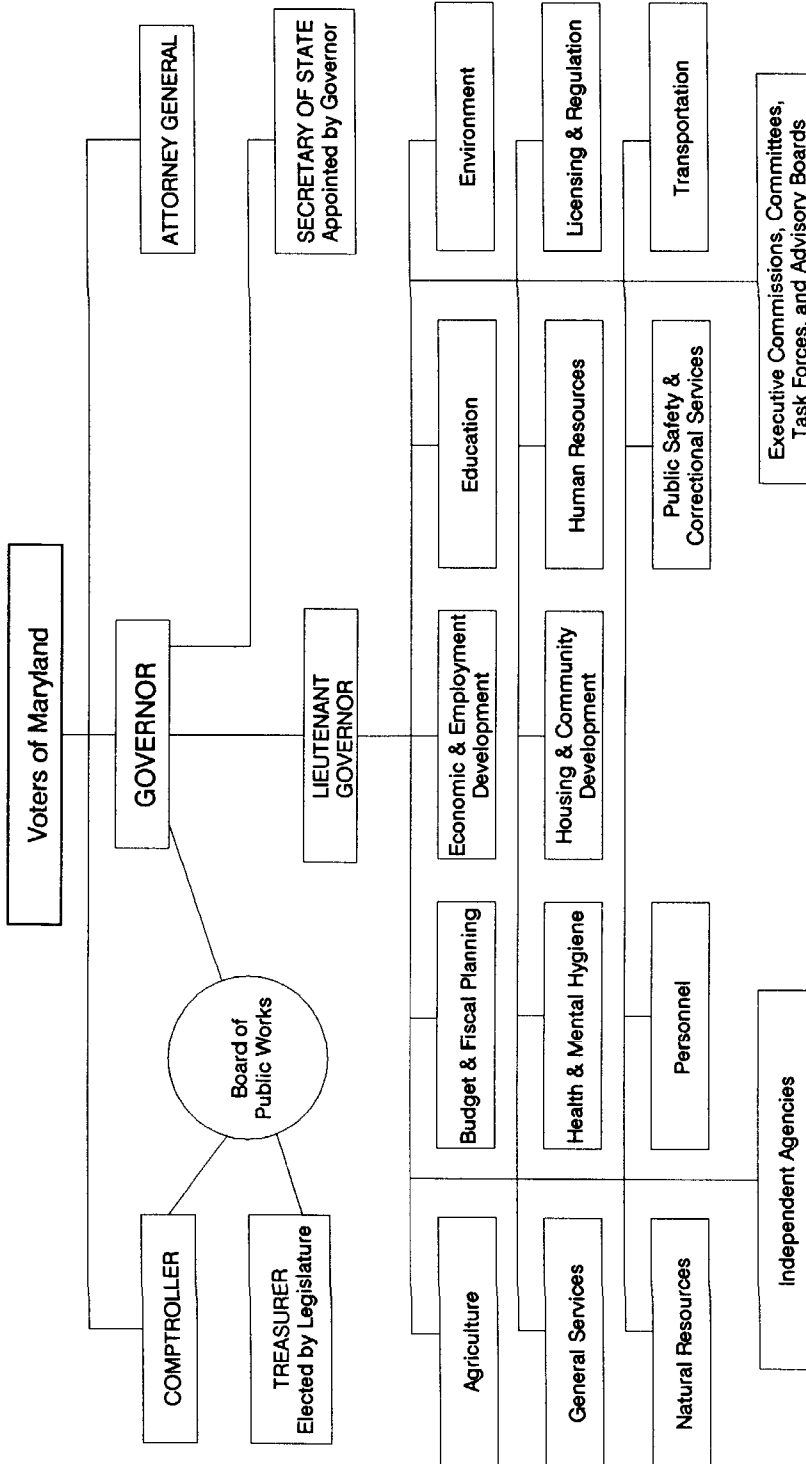 Voters of Maryland
COMPTROLLER
GOVERNOR
ATTORNEY GENERAL
TREASURER
Elected by Legislature
Board of
Public Works
SECRETARY OF STATE
Appointed by Governor
LIEUTENANT
GOVERNOR
Agriculture
Budget & Fiscal Planning
Economic & Employment
Development
Education
Environment
General Services
Health & Mental Hygiene
Housing & Community
Development
Human Resources
Licensing & Regulation
Natural Resources
Personnel
Public Safety &
Correctional Services
Transportation
Independent Agencies
Executive Commissions, Committees,
Task Forces, and Advisory Boards